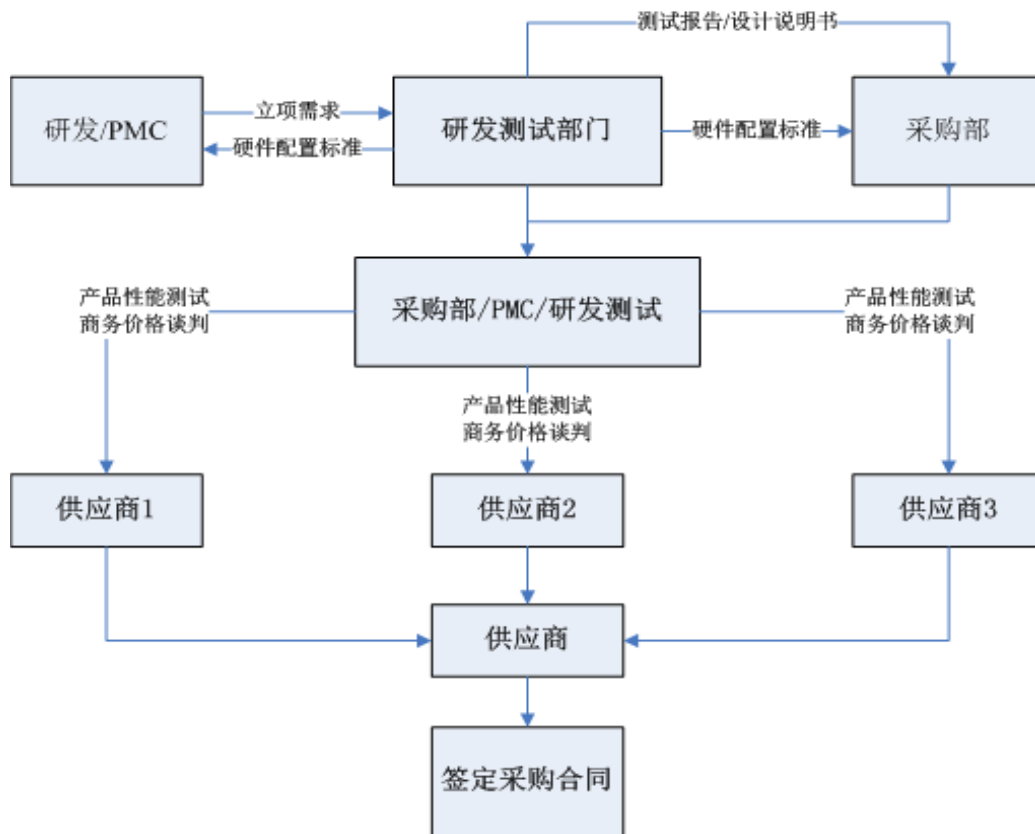 测试报告/设计说明书
研发/PMC
立项需求
硬件配置标准
研发测试部门
硬件配置标准
采购部
采购部/PMC/研发测试
产品性能测试
商务价格谈判
产品性能测试
商务价格谈判
产品性能测试
商务价格谈判
供应商1
供应商2
供应商3
供应商
签定采购合同